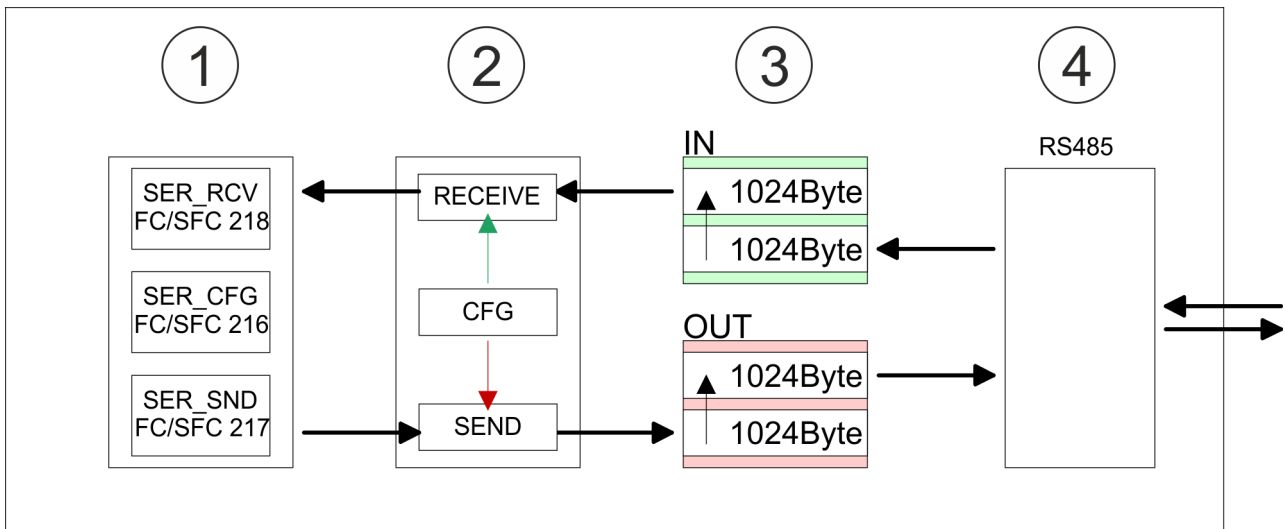 1
2
3
4
SER_RCV
FC/SFC 218
SER_CFG
FC/SFC 216
SER_SND
FC/SFC 217
RECEIVE
CFG
SEND
IN
1024Byte
1024Byte
OUT
1024Byte
1024Byte
RS485